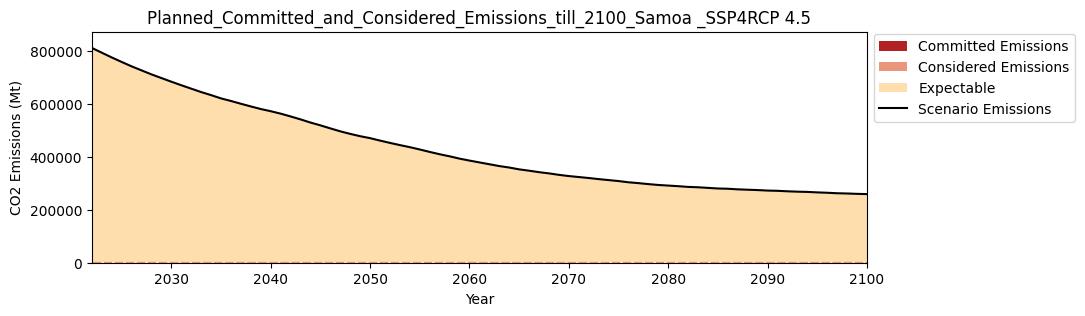 Planned_Committed_and_Considered_Emissions_till_2100_Samoa _SSP4RCP 4.5
Committed Emissions
Considered Emissions
Expectable
Scenario Emissions
CO2 Emissions (Mt)
800000
600000
400000
200000
0
2030 2040 2050 2060 2070 2080 2090 2100
Year